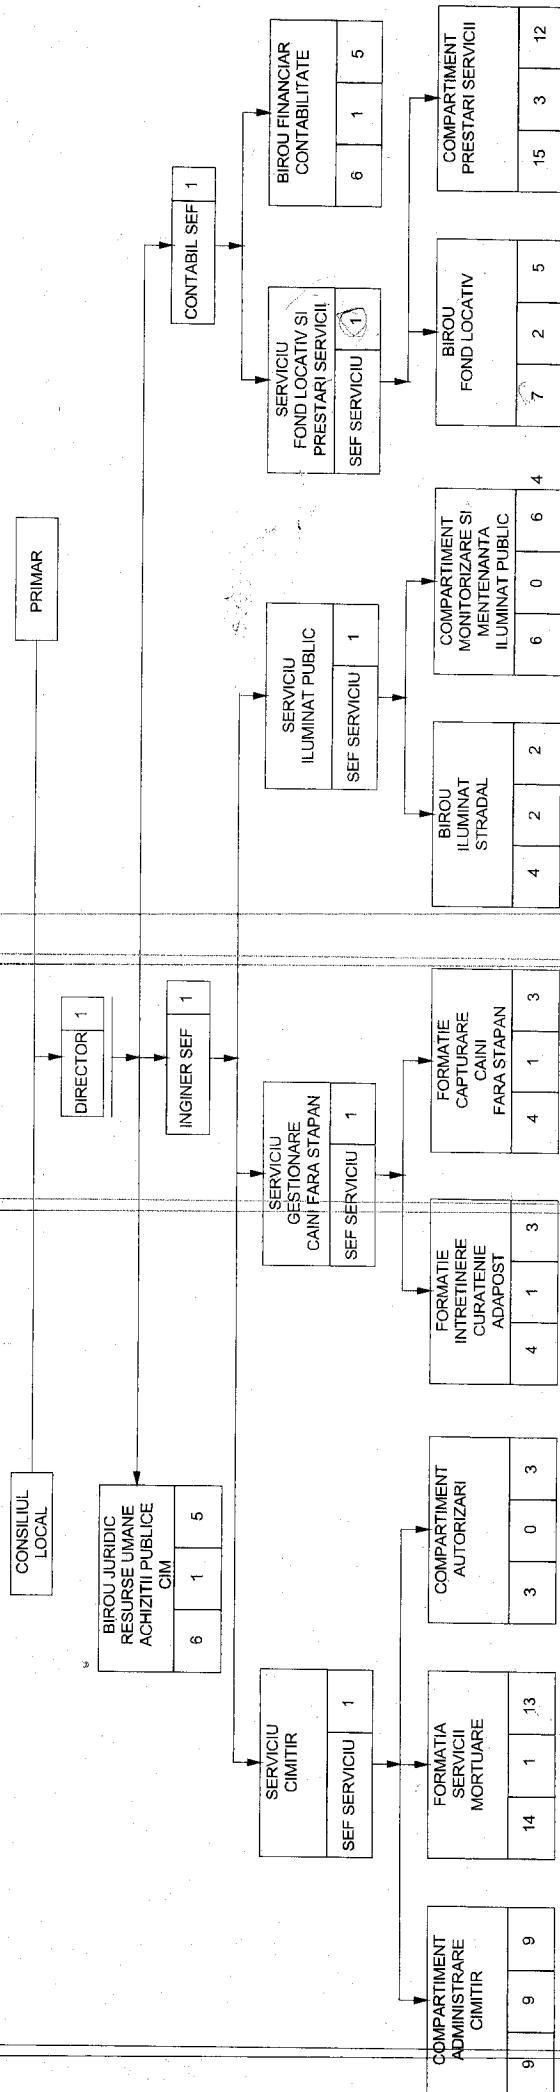 CONSILIUL
LOCAL
PRIMAR
DIRECTOR 1
BIROU JURIDIC
RESURSE UMANE
ACHIZITII PUBLICE
CIM
6 1 5
INGINER SEF 1
CONTABIL SEF 1
SERVICIU
CIMITIR
SEF SERVICIU 1
SERVICIU
GESTIONARE
CAINI FARA STAPAN
SEF SERVICIU 1
SERVICIU
ILUMINAT PUBLIC
SEF SERVICIU 1
SERVICIU
FOND LOCATIV SI
PRESTARI SERVICII
SEF SERVICIU 1
BIROU FINANCIAR
CONTABILITATE
6 1 5
COMPARTIMENT
ADMINISTRARE
CIMITIR
9 9 9
FORMATIA
SERVICII
MORTUARE
14 1 13
COMPARTIMENT
AUTORIZARI
3 0 3
FORMATIE
INTRETINERE
CURATENIE
ADAPOST
4 1 3
FORMATIE
CAPTURARE
CAINI
FARA STAPAN
4 1 3
BIROU
ILUMINAT
STRADAL
4 2 2
COMPARTIMENT
MONITORIZARE SI
MENTENANTA
ILUMINAT PUBLIC
6 0 6 4
BIROU
FOND LOCATIV
7 2 5
COMPARTIMENT
PRESTARI SERVICII
15 3 12